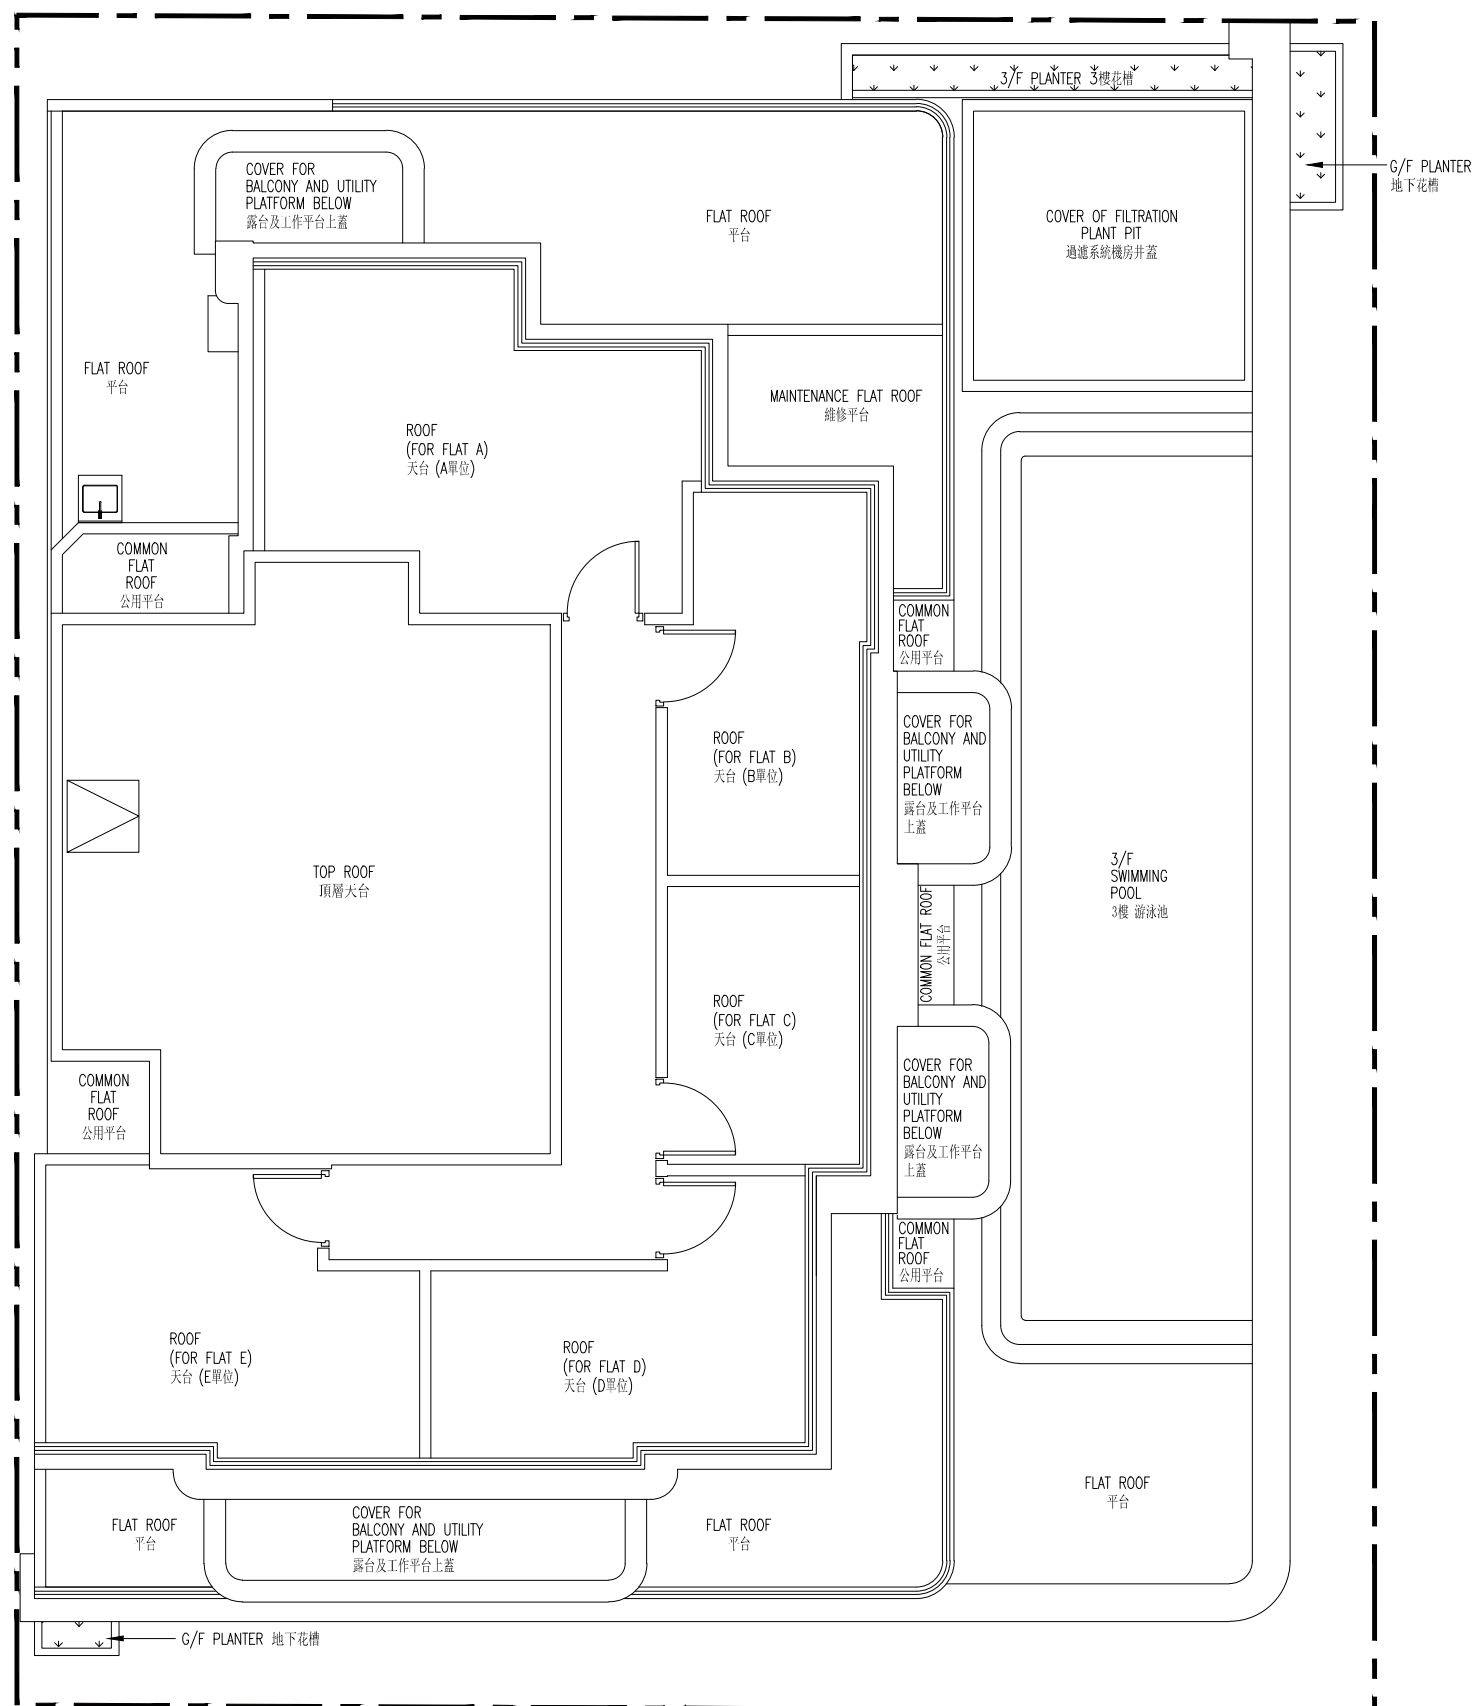 3/F PLANTER 3樓花槽
G/F PLANTER
地下花槽
COVER FOR
BALCONY AND UTILITY
PLATFORM BELOW
露台及工作平台上蓋
FLAT ROOF
平台
COVER OF FILTRATION
PLANT PIT
過濾系統機房井蓋
FLAT ROOF
平台
MAINTENANCE FLAT ROOF
維修平台
ROOF
(FOR FLAT A)
天台 (A單位)
COMMON
FLAT
ROOF
公用平台
COMMON
FLAT
ROOF
公用平台
COVER FOR
BALCONY AND
UTILITY
PLATFORM
BELOW
露台及工作平台
上蓋
ROOF
(FOR FLAT B)
天台 (B單位)
TOP ROOF
頂層天台
3/F
SWIMMING
POOL
3樓 游泳池
COMMON FLAT ROOF
公用平台
ROOF
(FOR FLAT C)
天台 (C單位)
COVER FOR
BALCONY AND
UTILITY
PLATFORM
BELOW
露台及工作平台
上蓋
COMMON
FLAT
ROOF
公用平台
COMMON
FLAT
ROOF
公用平台
ROOF
(FOR FLAT E)
天台 (E單位)
ROOF
(FOR FLAT D)
天台 (D單位)
FLAT ROOF
平台
FLAT ROOF
平台
COVER FOR
BALCONY AND UTILITY
PLATFORM BELOW
露台及工作平台上蓋
FLAT ROOF
平台
G/F PLANTER 地下花槽